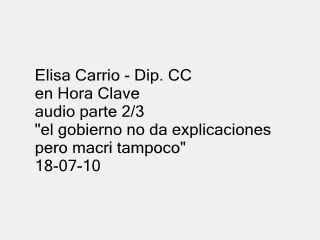 Elisa Carrio - Dip. CC
en Hora Clave
audio parte 2/3
"el gobierno no da explicaciones
pero macri tampoco"
18-07-10